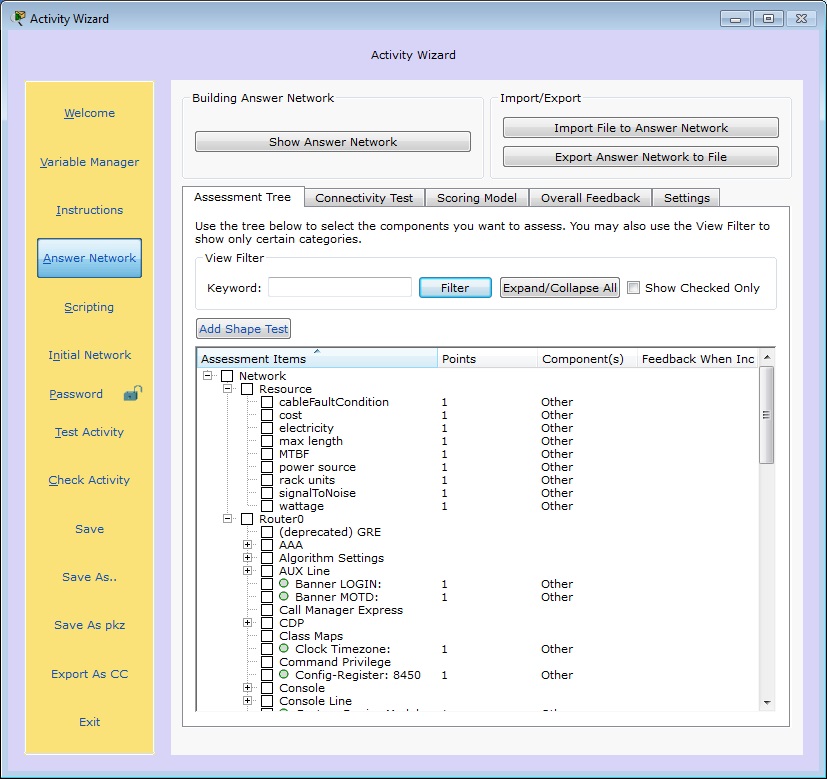 Activity Wizard
Activity Wizard
Welcome
Variable Manager
Instructions
Answer Network
Scripting
Initial Network
Password
Test Activity
Check Activity
Save
Save As..
Save As pkz
Export As CC
Exit
Building Answer Network
Show Answer Network
Import/Export
Import File to Answer Network
Export Answer Network to File
Assessment Tree Connectivity Test Scoring Model Overall Feedback Settings
Use the tree below to select the components you want to assess. You may also use the View Filter to
show only certain categories.
View Filter
Keyword: Filter Expand/Collapse All Show Checked Only
Add Shape Test
Assessment Items Points Component(s) Feedback When Inc
Network
Resource
cableFaultCondition 1 Other
cost 1 Other
electricity 1 Other
max length 1 Other
MTBF 1 Other
power source 1 Other
rack units 1 Other
signalToNoise 1 Other
wattage 1 Other
Router0
(deprecated) GRE
AAA
Algorithm Settings
AUX Line
Banner LOGIN: 1 Other
Banner MOTD: 1 Other
Call Manager Express
CDP
Class Maps
Clock Timezone: 1 Other
Command Privilege
Config-Register: 8450 1 Other
Console
Console Line